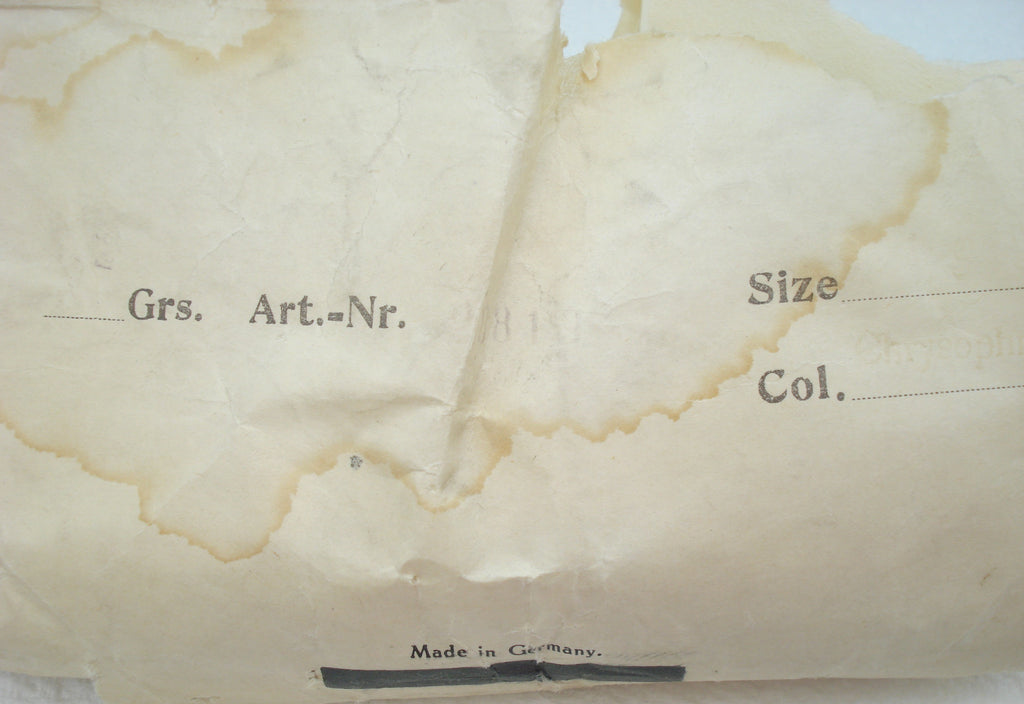 Grs. Art.-Nr. Size
Col.
Made in Germany.